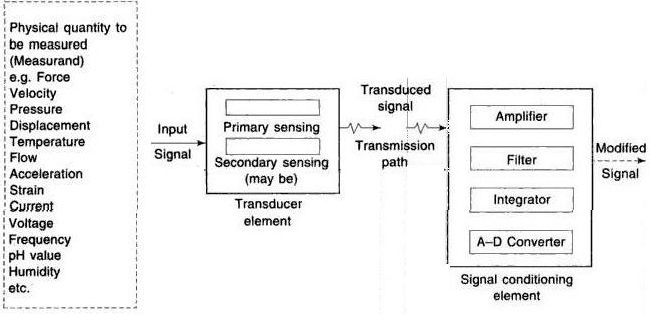 Physical quantity to
be measured
(Measurand)
e.g. Force
Velocity
Pressure
Displacement
Temperature
Flow
Acceleration
Strain
Current
Voltage
Frequency
pH value
Humidity
etc.
Input
Signal
Primary sensing
Secondary sensing
(may be)
Transducer
element
Transduced
signal
Transmission
path
Amplifier
Filter
Integrator
A–D Converter
Signal conditioning
element
Modified
Signal